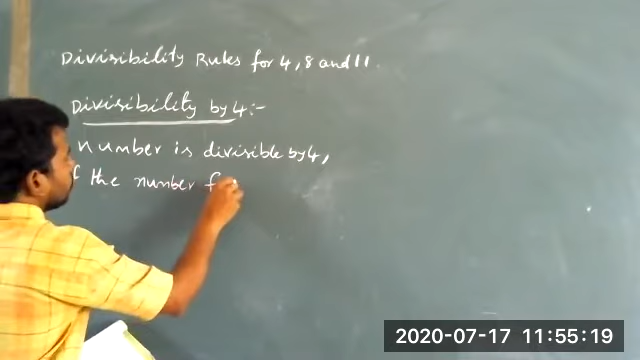 Divisibility Rules for 4, 8 and 11.
Divisibility by 4:-
number is divisible by 4,
the number
2020-07-17 11:55:19